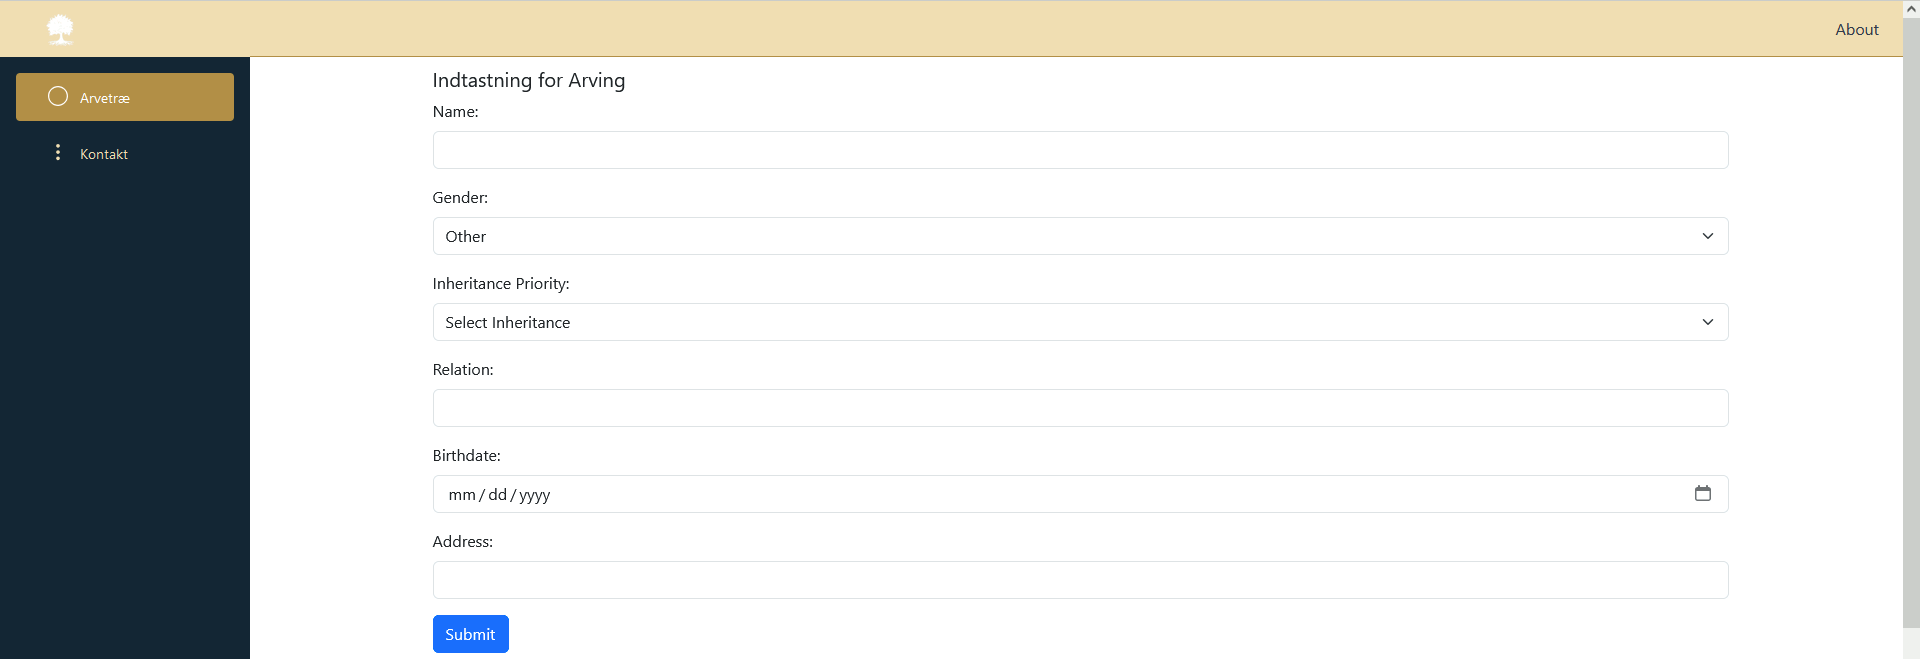 About
Arvetræ
Kontakt
Indtastning for Arving
Name:
Gender:
Other
Inheritance Priority:
Select Inheritance
Relation:
Birthdate:
mm/dd/yyyy
Address:
Submit